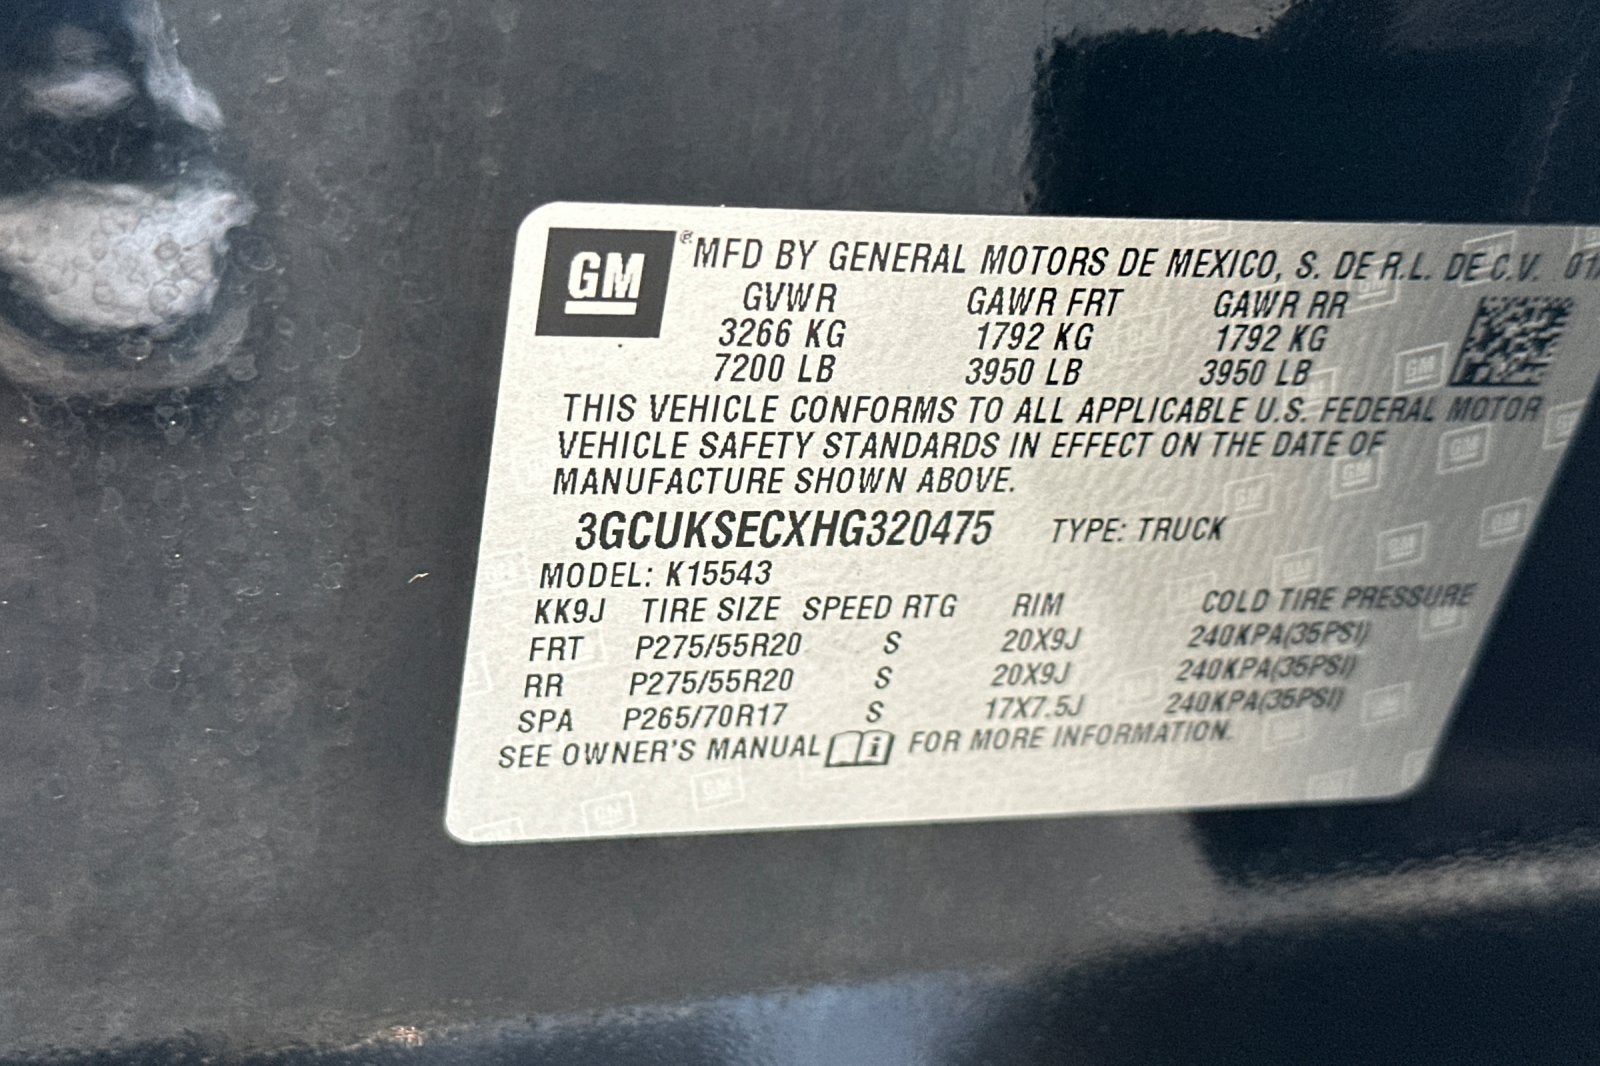 GM ® MFD BY GENERAL MOTORS DE MEXICO, S. DE R.L. DE C.V. 01/
GVWR GAWR FRT GAWR RR
3266 KG 1792 KG 1792 KG
7200 LB 3950 LB 3950 LB
THIS VEHICLE CONFORMS TO ALL APPLICABLE U.S. FEDERAL MOTOR
VEHICLE SAFETY STANDARDS IN EFFECT ON THE DATE OF
MANUFACTURE SHOWN ABOVE.
3GCUKSECXHG320475 TYPE: TRUCK
MODEL: K15543
KK9J TIRE SIZE SPEED RTG RIM COLD TIRE PRESSURE
FRT P275/55R20 S 20X9J 240KPA(35PSI)
RR P275/55R20 S 20X9J 240KPA(35PSI)
SPA P265/70R17 S 17X7.5J 240KPA(35PSI)
SEE OWNER'S MANUAL i FOR MORE INFORMATION.